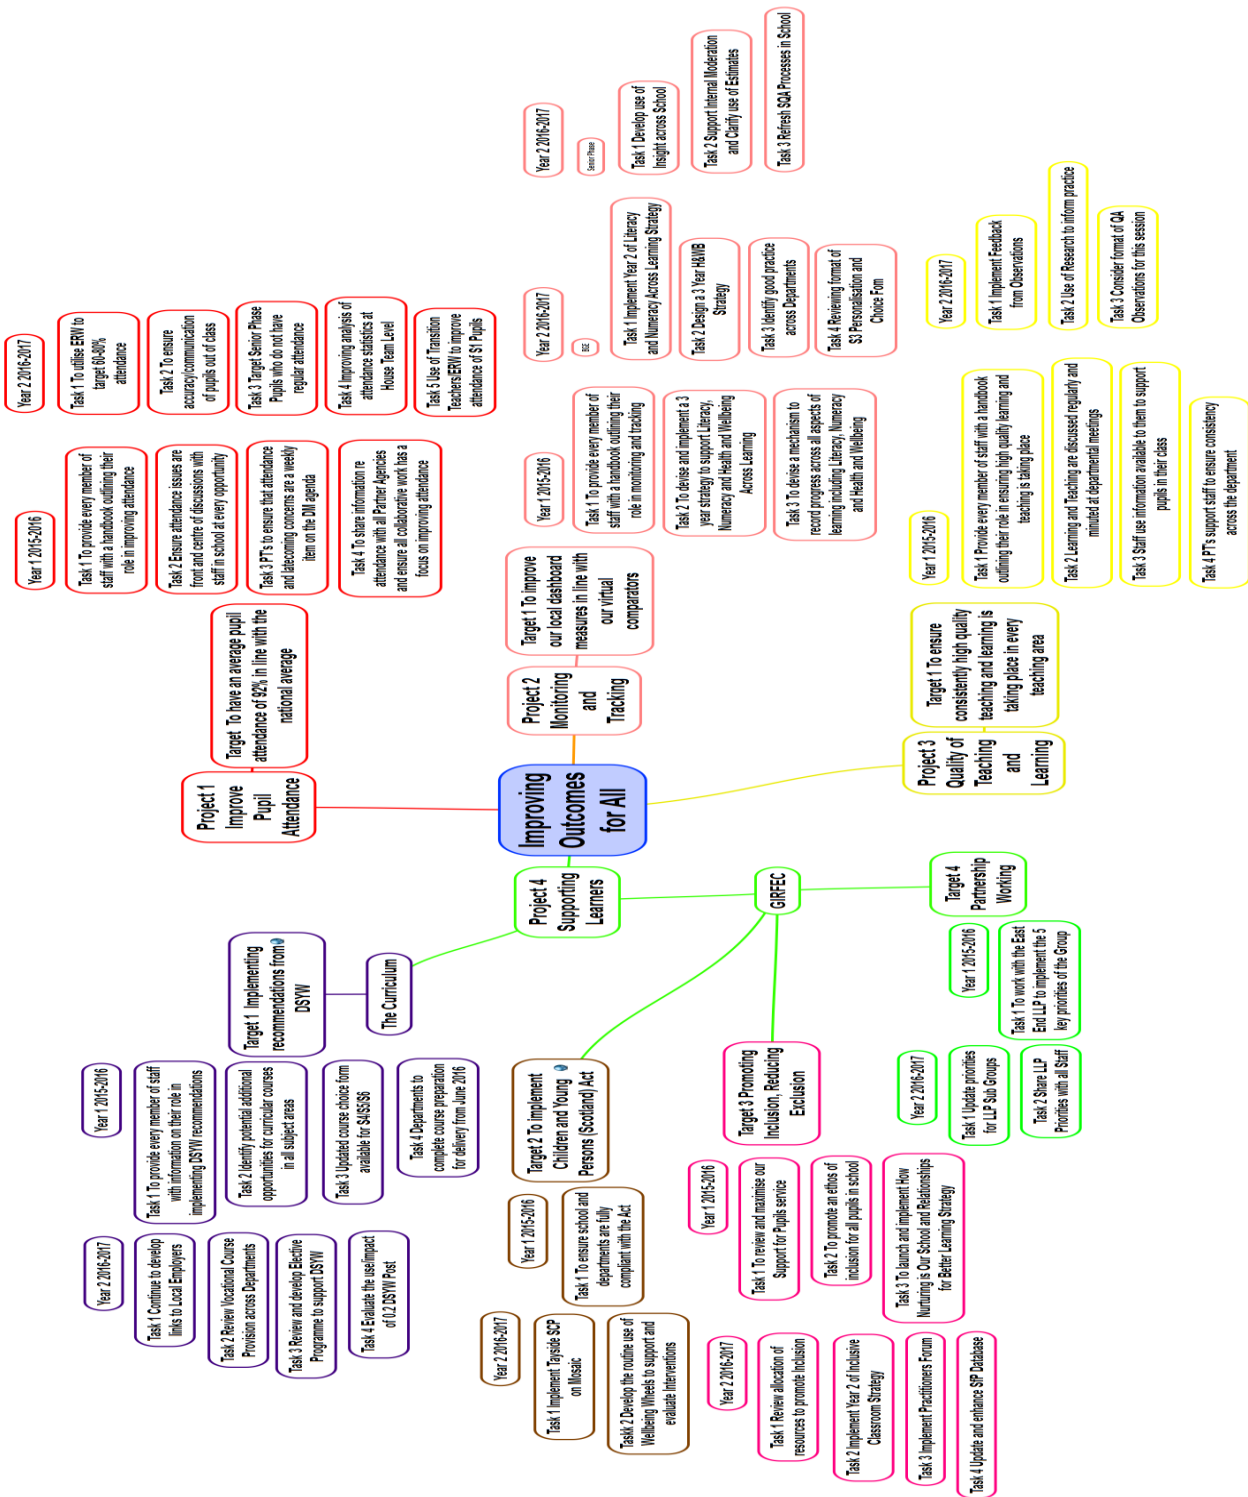 Improving
Outcomes
for All
Project 1
Improve
Pupil
Attendance
Target  To have an average pupil
attendance of 92% in line with the
national average
Year 1 2015-2016
Task 1 To provide every member of
staff with a handbook outlining their
role in improving attendance
Task 2 Ensure attendance issues are
front and centre of discussions with
staff in school at every opportunity
Task 3 PT's to ensure that attendance
and latecoming concerns are a weekly
item on the DM agenda
Task 4 To share information re
attendance with all Partner Agencies
and ensure all collaborative work has a
focus on improving attendance
Year 2 2016-2017
Task 1 To utilise ERW to
target 60-90%
attendance
Task 2 To ensure
accuracy/communication
of pupils out of class
Task 3 Target Senior Phase
Pupils who do not have
regular attendance
Task 4 Improving analysis of
attendance statistics at
House Team Level
Task 5 Use of Transition
Teachers/ERW to improve
attendance of S1 Pupils
Project 2
Monitoring
and
Tracking
Target 1 To improve
our local dashboard
measures in line with
our virtual
comparators
Year 1 2015-2016
Task 1 To provide every member of
staff with a handbook outlining their
role in monitoring and tracking
Task 2 To devise and implement a 3
year strategy to support Literacy,
Numeracy and Health and Wellbeing
Across Learning
Task 3 To devise a mechanism to
record progress across all aspects of
learning including Literacy, Numeracy
and Health and Wellbeing
Year 2 2016-2017
BGE
Task 1 Implement Year 2 of Literacy
and Numeracy Across Learning Strategy
Task 2 Design a 3 Year H&WB
Strategy
Task 3 Identify good practice
across Departments
Task 4 Reviewing format of
S3 Personalisation and
Choice Fom
Year 2 2016-2017
Senior Phase
Task 1 Develop use of
Insight across School
Task 2 Support Internal Moderation
and Clarify use of Estimates
Task 3 Refresh SQA Processes in School
Project 3
Quality of
Teaching
and
Learning
Target 1 To ensure
consistently high quality
teaching and learning is
taking place in every
teaching area
Year 1 2015-2016
Task 1 Provide every member of staff with a handbook
outlining their role in ensuring high quality learning and
teaching is taking place
Task 2 Learning and Teaching are discussed regularly and
minuted at departmental meetings
Task 3 Staff use information available to them to support
pupils in their class
Task 4 PT's support staff to ensure consistency
across the department
Year 2 2016-2017
Task 1 Implement Feedback
from Observations
Task 2 Use of Research to inform practice
Task 3 Consider format of QA
Observations for this session
Project 4
Supporting
Learners
The Curriculum
Target 1  Implementing
recommendations from
DSYW
Year 1 2015-2016
Task 1 To provide every member of staff
with information on their role in
implementing DSYW recommendations
Task 2 Identify potential additional
opportunities for curricular courses
in all subject areas
Task 3 Updated course choice form
available for S4/S5/S6
Task 4 Departments to
complete course preparation
for delivery from June 2016
Year 2 2016-2017
Task 1 Continue to develop
links to Local Employers
Task 2 Review Vocational Course
Provision across Departments
Task 3 Review and develop Elective
Programme to support DSYW
Task 4 Evaluate the use/impact
of 0.2 DSYW Post
GIRFEC
Target 2 To implement
Children and Young
Persons (Scotland) Act
Year 1 2015-2016
Task 1 To ensure school and
departments are fully
compliant with the Act
Year 2 2016-2017
Task 1 Implement Tayside SCP
on Mosaic
Taskk 2 Develop the routine use of
Wellbeing Wheels to support and
evaluate Interventions
Target 3 Promoting
Inclusion, Reducing
Exclusion
Year 1 2015-2016
Task 1 To review and maximise our
Support for Pupils service
Task 2 To promote an ethos of
inclusion for all pupils in school
Task 3 To launch and implement How
Nurturing is Our School and Relationships
for Better Learning Strategy
Year 2 2016-2017
Task 1 Review allocation of
resources to promote Inclusion
Task 2 Implement Year 2 of Inclusive
Classroom Strategy
Task 3 Implement Practitioners Forum
Task 4 Update and enhance SfP Database
Target 4
Partnership
Working
Year 1 2015-2016
Task 1 To work with the East
End LLP to implement the 5
key priorities of the Group
Year 2 2016-2017
Task 1 Update priorities
for LLP Sub Groups
Task 2 Share LLP
Priorities with all Staff